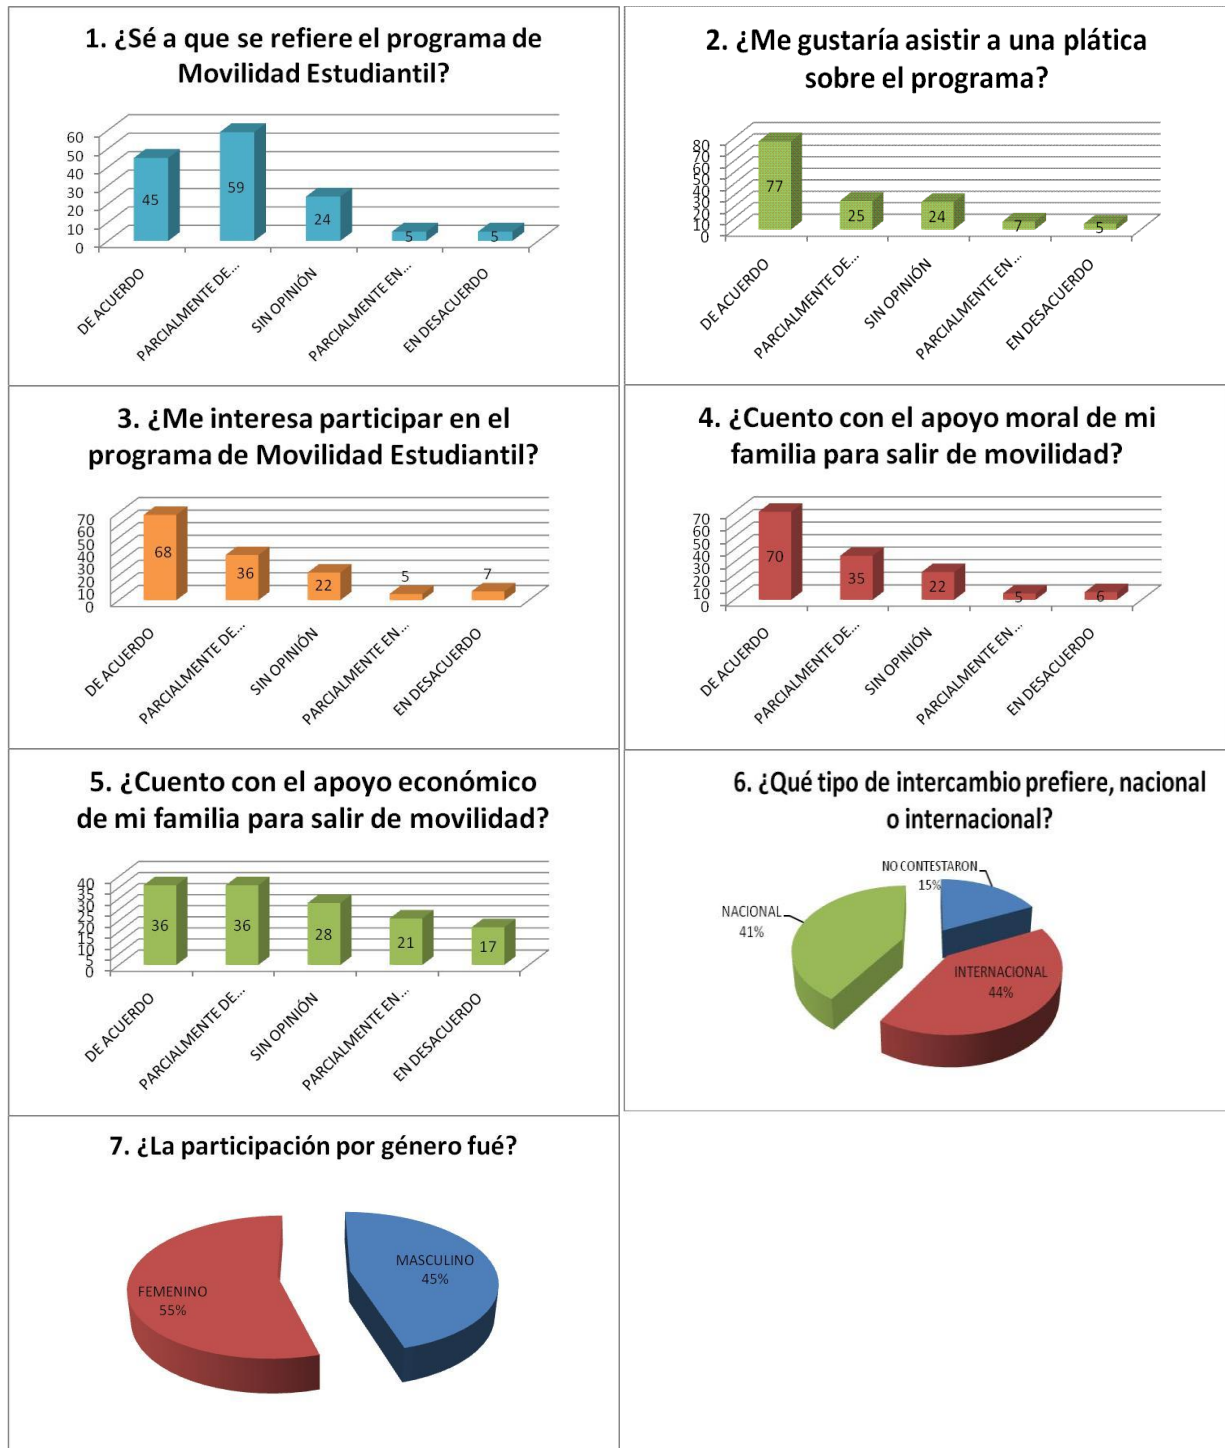 1. ¿Sé a que se refiere el programa de
Movilidad Estudiantil?
60
50
40
30
20
10
0
45
59
24
5
5
DE ACUERDO
PARCIALMENTE DE...
SIN OPINIÓN
PARCIALMENTE EN...
EN DESACUERDO
2. ¿Me gustaría asistir a una plática
sobre el programa?
80
70
60
50
40
30
20
10
0
77
25
24
7
5
DE ACUERDO
PARCIALMENTE DE...
SIN OPINIÓN
PARCIALMENTE EN...
EN DESACUERDO
3. ¿Me interesa participar en el
programa de Movilidad Estudiantil?
70
60
50
40
30
20
10
0
68
36
22
5
7
DE ACUERDO
PARCIALMENTE DE...
SIN OPINIÓN
PARCIALMENTE EN...
EN DESACUERDO
4. ¿Cuento con el apoyo moral de mi
familia para salir de movilidad?
70
60
50
40
30
20
10
0
70
35
22
5
6
DE ACUERDO
PARCIALMENTE DE...
SIN OPINIÓN
PARCIALMENTE EN...
EN DESACUERDO
5. ¿Cuento con el apoyo económico
de mi familia para salir de movilidad?
40
35
30
25
20
15
10
5
0
36
36
28
21
17
DE ACUERDO
PARCIALMENTE DE...
SIN OPINIÓN
PARCIALMENTE EN...
EN DESACUERDO
6. ¿Qué tipo de intercambio prefiere, nacional
o internacional?
NO CONTESTARON
15%
NACIONAL
41%
INTERNACIONAL
44%
7. ¿La participación por género fué?
MASCULINO
45%
FEMENINO
55%